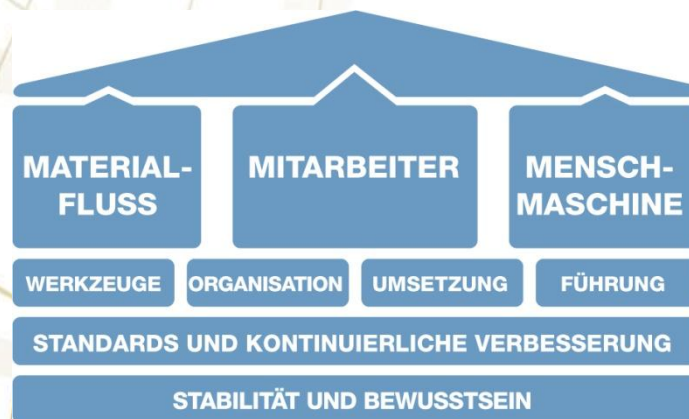 MATERIAL-
FLUSS
MITARBEITER
MENSCH-
MASCHINE
WERKZEUGE
ORGANISATION
UMSETZUNG
FÜHRUNG
STANDARDS UND KONTINUIERLICHE VERBESSERUNG
STABILITÄT UND BEWUSSTSEIN